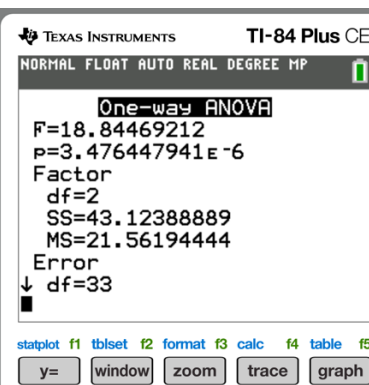 TEXAS INSTRUMENTS TI-84 Plus CE
NORMAL FLOAT AUTO REAL DEGREE MP
One-way ANOVA
F=18.84469212
p=3.476447941ᴇ-6
Factor
df=2
SS=43.12388889
MS=21.56194444
Error
↓ df=33
statplot f1 tblset f2 format f3 calc f4 table f5
y= window zoom trace graph